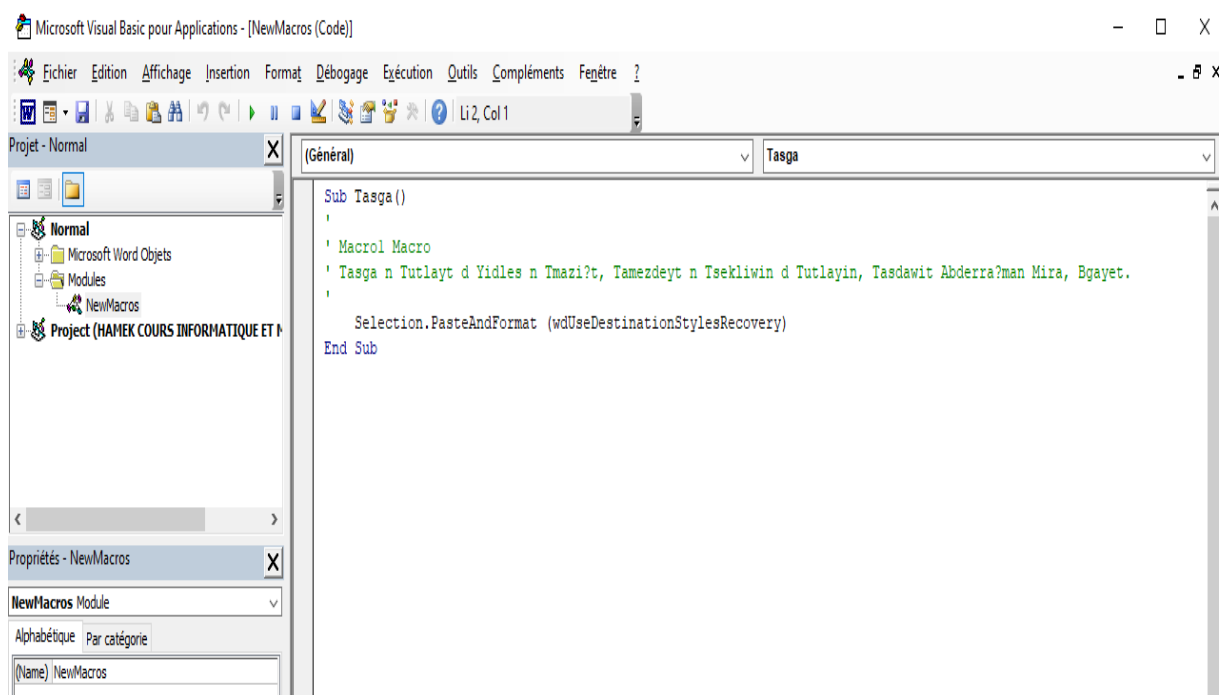 Microsoft Visual Basic pour Applications - [NewMacros (Code)]
Fichier Edition Affichage Insertion Format Débogage Exécution Outils Compléments Fenêtre ?
Li 2, Col 1
Projet - Normal
Normal
Microsoft Word Objets
Modules
NewMacros
Project (HAMEK COURS INFORMATIQUE ET
Propriétés - NewMacros
NewMacros Module
Alphabétique Par catégorie
(Name) NewMacros
(Général) Tasga
Sub Tasga()
'
' Macro1 Macro
' Tasga n Tutlayt d Yidles n Tmazi?t, Tamezdeyt n Tsekliwin d Tutlayin, Tasdawit Abderra?man Mira, Bgayet.
'
Selection.PasteAndFormat (wdUseDestinationStylesRecovery)
End Sub